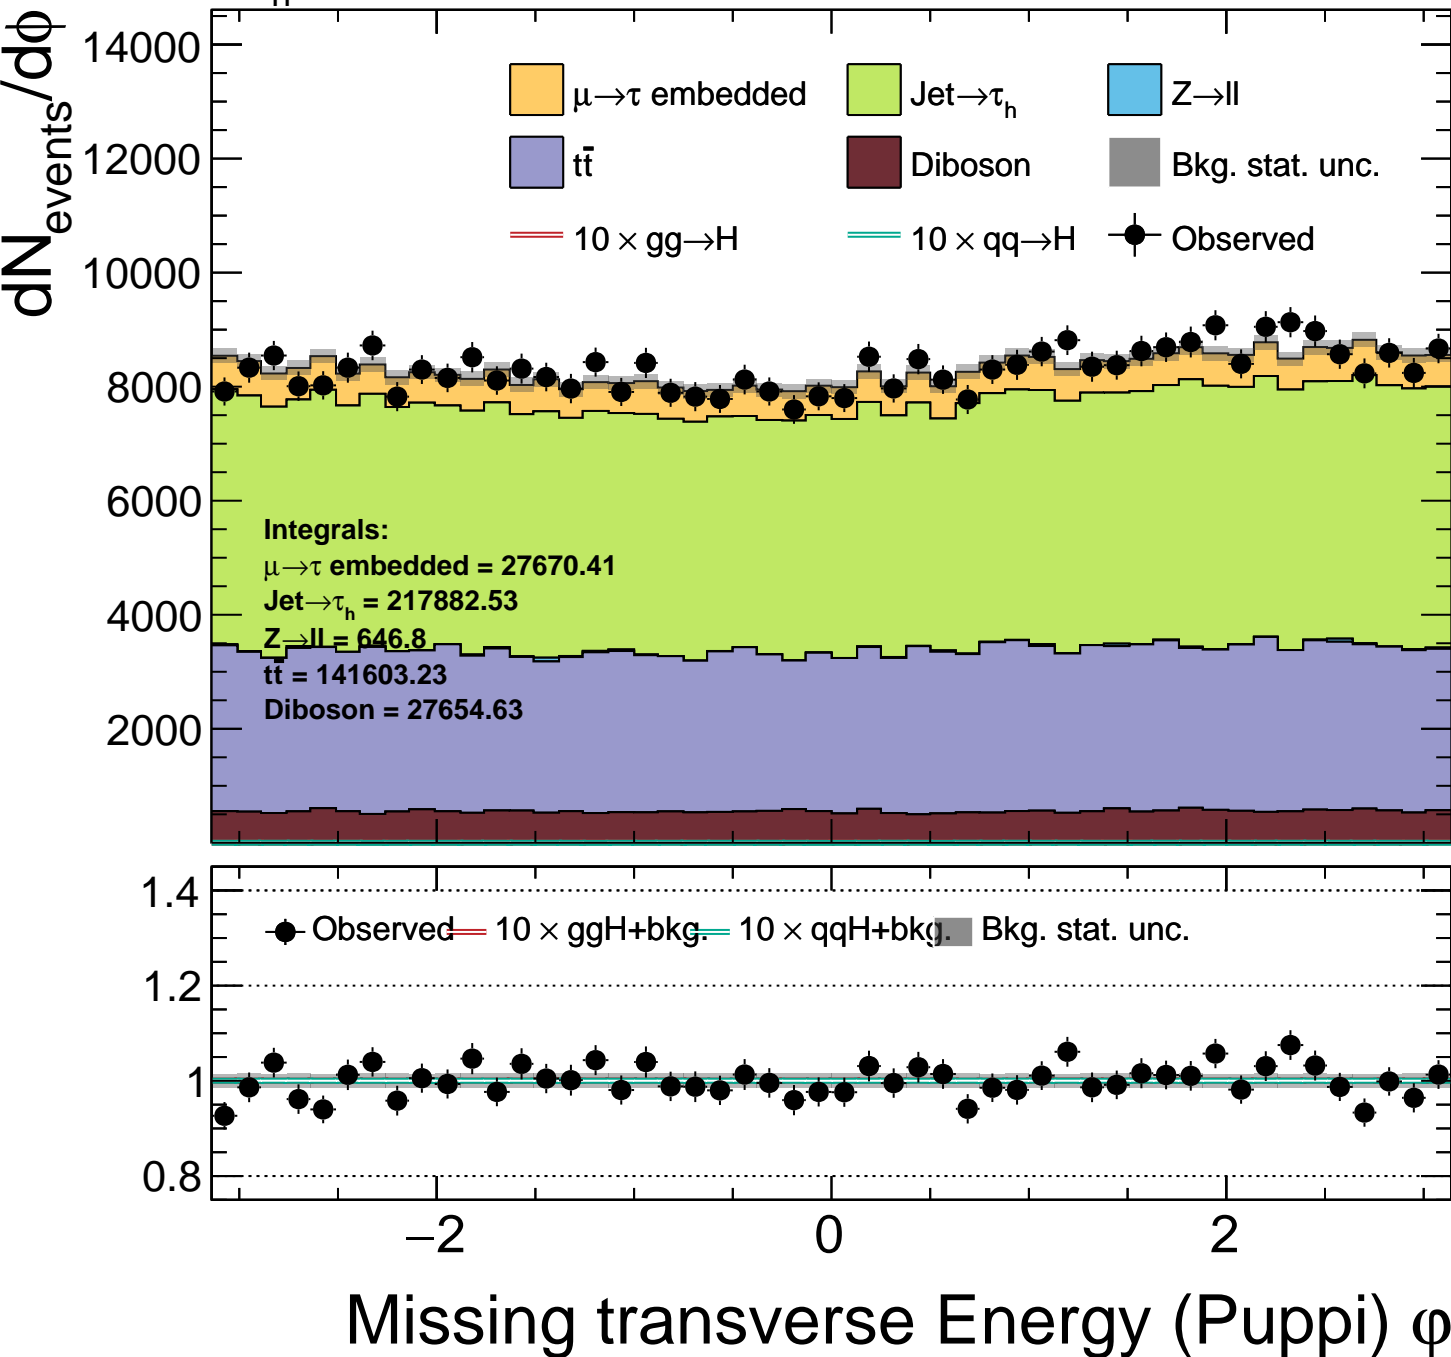 dN_events/dϕ
14000
12000
10000
8000
6000
4000
2000
μ→τ embedded
Jet→τ_h
Z→ll
tt̄
Diboson
Bkg. stat. unc.
10 × gg→H
10 × qq→H
Observed
Integrals:
μ→τ embedded = 27670.41
Jet→τ_h = 217882.53
Z→ll = 646.8
tt̄ = 141603.23
Diboson = 27654.63
1.4
1.2
1
0.8
Observed
10 × ggH+bkg.
10 × qqH+bkg.
Bkg. stat. unc.
−2
0
2
Missing transverse Energy (Puppi) φ